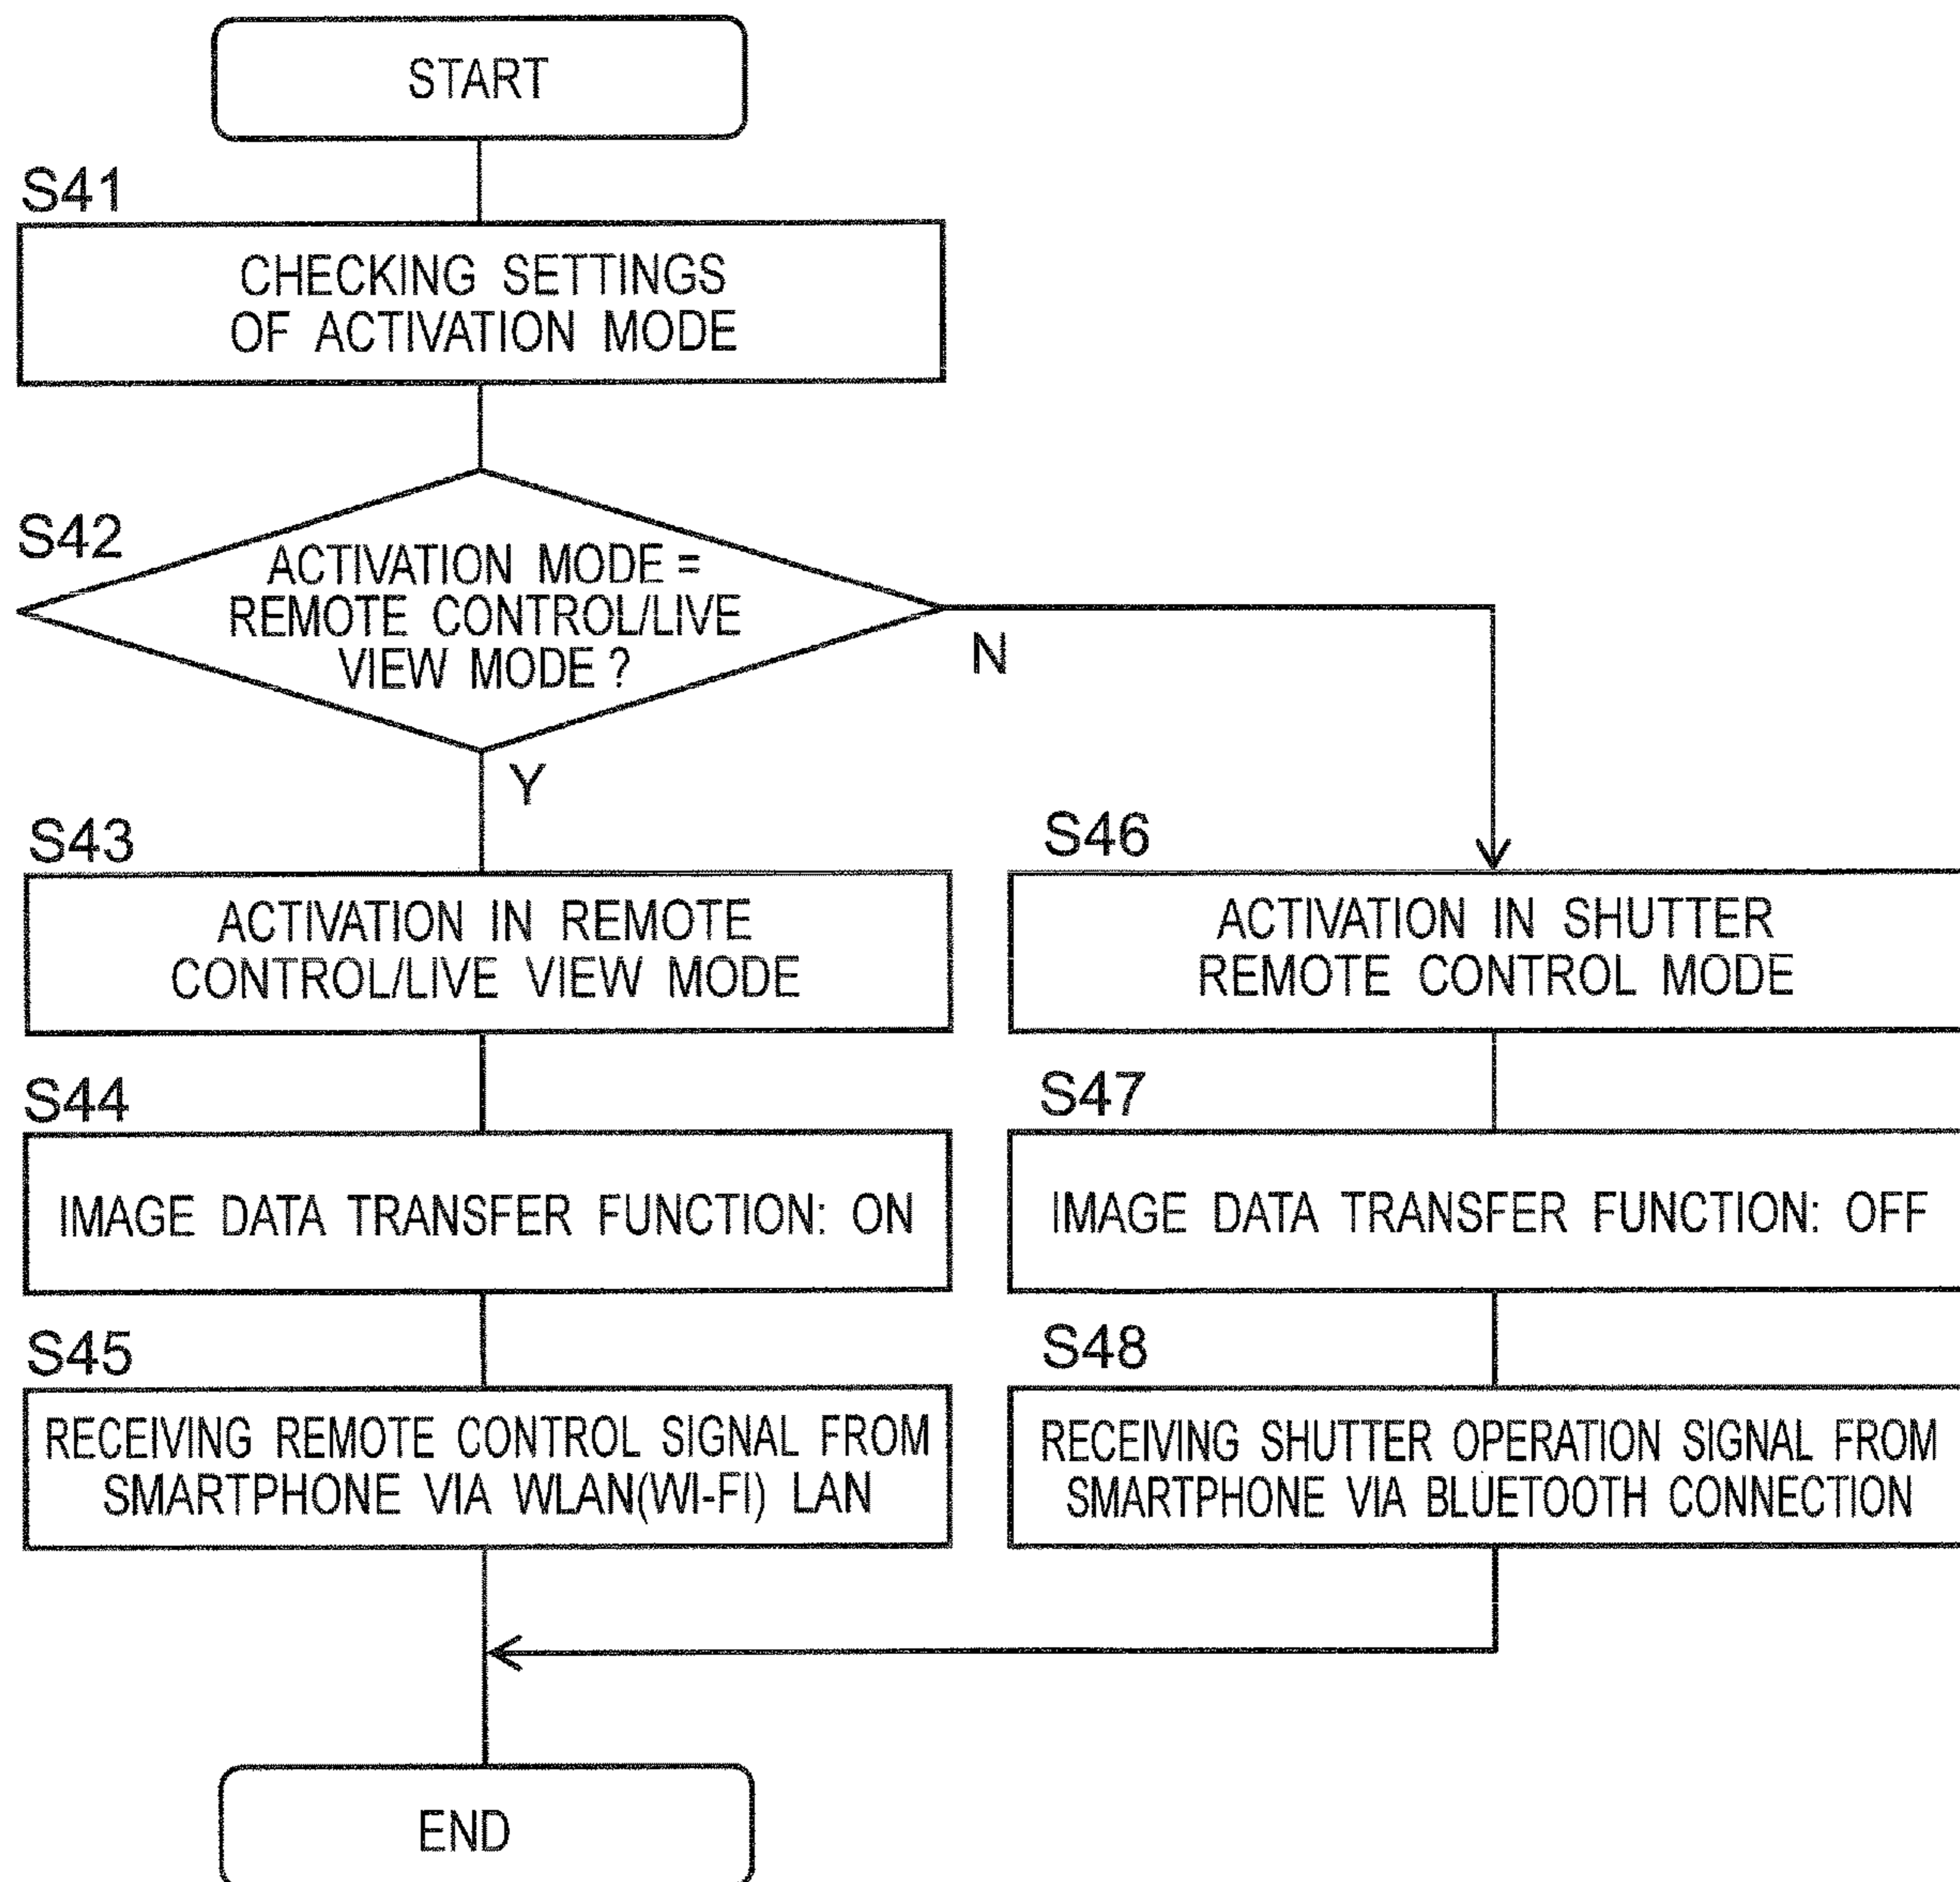 START
S41
CHECKING SETTINGS
OF ACTIVATION MODE
S42
ACTIVATION MODE =
REMOTE CONTROL/LIVE
VIEW MODE ?
N
Y
S43
ACTIVATION IN REMOTE
CONTROL/LIVE VIEW MODE
S44
IMAGE DATA TRANSFER FUNCTION: ON
S45
RECEIVING REMOTE CONTROL SIGNAL FROM
SMARTPHONE VIA WLAN(WI-FI) LAN
S46
ACTIVATION IN SHUTTER
REMOTE CONTROL MODE
S47
IMAGE DATA TRANSFER FUNCTION: OFF
S48
RECEIVING SHUTTER OPERATION SIGNAL FROM
SMARTPHONE VIA BLUETOOTH CONNECTION
END